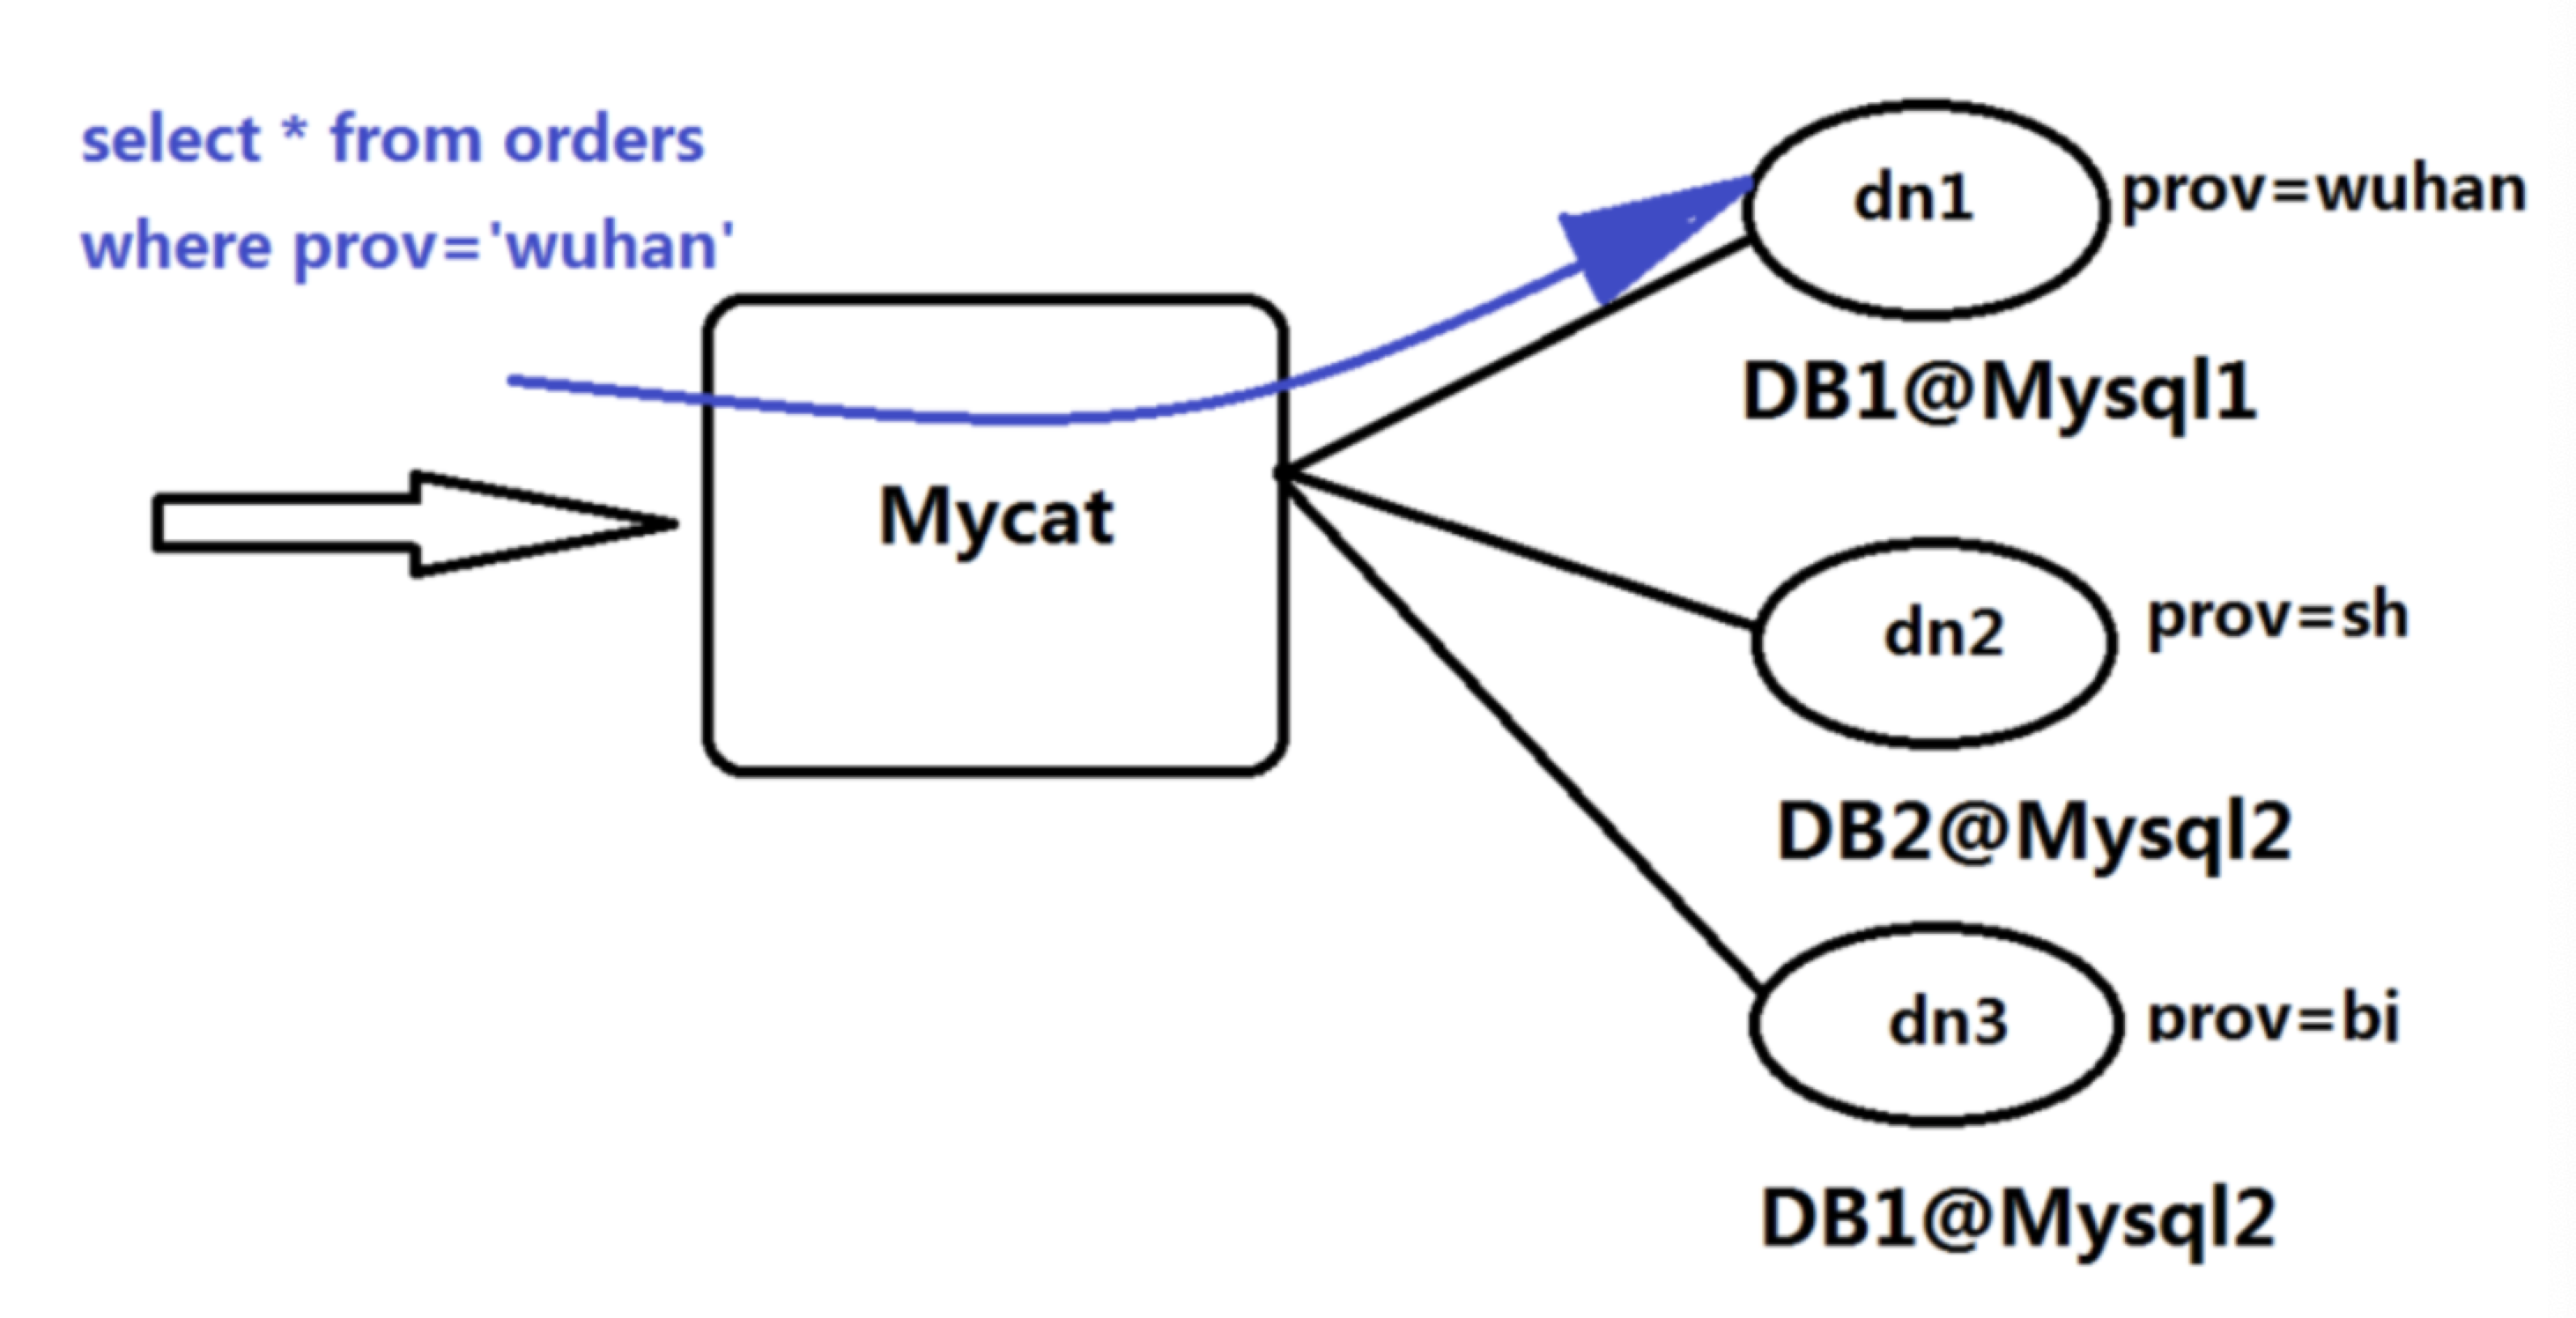 select * from orders
where prov='wuhan'
Mycat
dn1
prov=wuhan
DB1@Mysql1
dn2
prov=sh
DB2@Mysql2
dn3
prov=bi
DB1@Mysql2